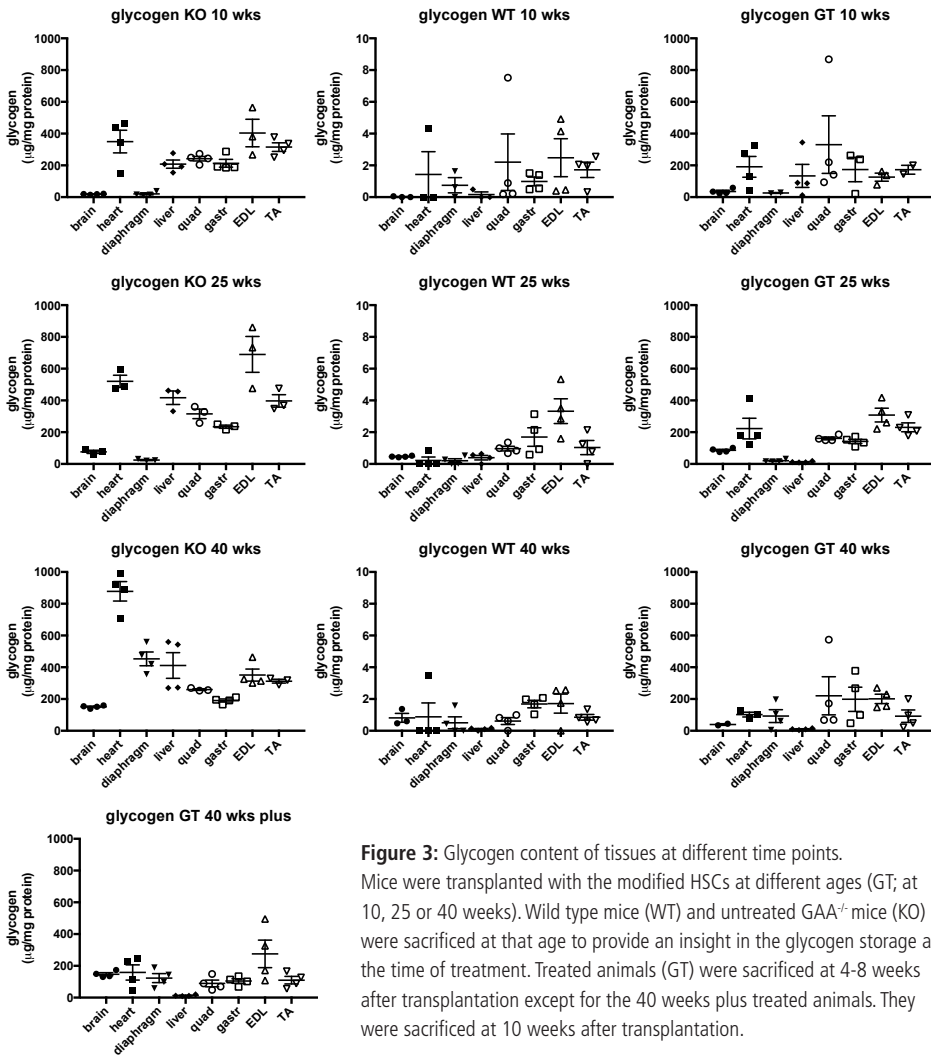 glycogen KO 10 wks
1000
800
600
400
200
0
glycogen
(µg/mg protein)
brain
heart
diaphragm
liver
quad
gastr
EDL
TA
glycogen WT 10 wks
10
8
6
4
2
0
glycogen
(µg/mg protein)
brain
heart
diaphragm
liver
quad
gastr
EDL
TA
glycogen GT 10 wks
1000
800
600
400
200
0
glycogen
(µg/mg protein)
brain
heart
diaphragm
liver
quad
gastr
EDL
TA
glycogen KO 25 wks
1000
800
600
400
200
0
glycogen
(µg/mg protein)
brain
heart
diaphragm
liver
quad
gastr
EDL
TA
glycogen WT 25 wks
10
8
6
4
2
0
glycogen
(µg/mg protein)
brain
heart
diaphragm
liver
quad
gastr
EDL
TA
glycogen GT 25 wks
1000
800
600
400
200
0
glycogen
(µg/mg protein)
brain
heart
diaphragm
liver
quad
gastr
EDL
TA
glycogen KO 40 wks
1000
800
600
400
200
0
glycogen
(µg/mg protein)
brain
heart
diaphragm
liver
quad
gastr
EDL
TA
glycogen WT 40 wks
10
8
6
4
2
0
glycogen
(µg/mg protein)
brain
heart
diaphragm
liver
quad
gastr
EDL
TA
glycogen GT 40 wks
1000
800
600
400
200
0
glycogen
(µg/mg protein)
brain
heart
diaphragm
liver
quad
gastr
EDL
TA
glycogen GT 40 wks plus
1000
800
600
400
200
0
glycogen
(µg/mg protein)
brain
heart
diaphragm
liver
quad
gastr
EDL
TA
Figure 3: Glycogen content of tissues at different time points.
Mice were transplanted with the modified HSCs at different ages (GT; at
10, 25 or 40 weeks). Wild type mice (WT) and untreated GAA-/- mice (KO)
were sacrificed at that age to provide an insight in the glycogen storage a
the time of treatment. Treated animals (GT) were sacrificed at 4-8 weeks
after transplantation except for the 40 weeks plus treated animals. They
were sacrificed at 10 weeks after transplantation.